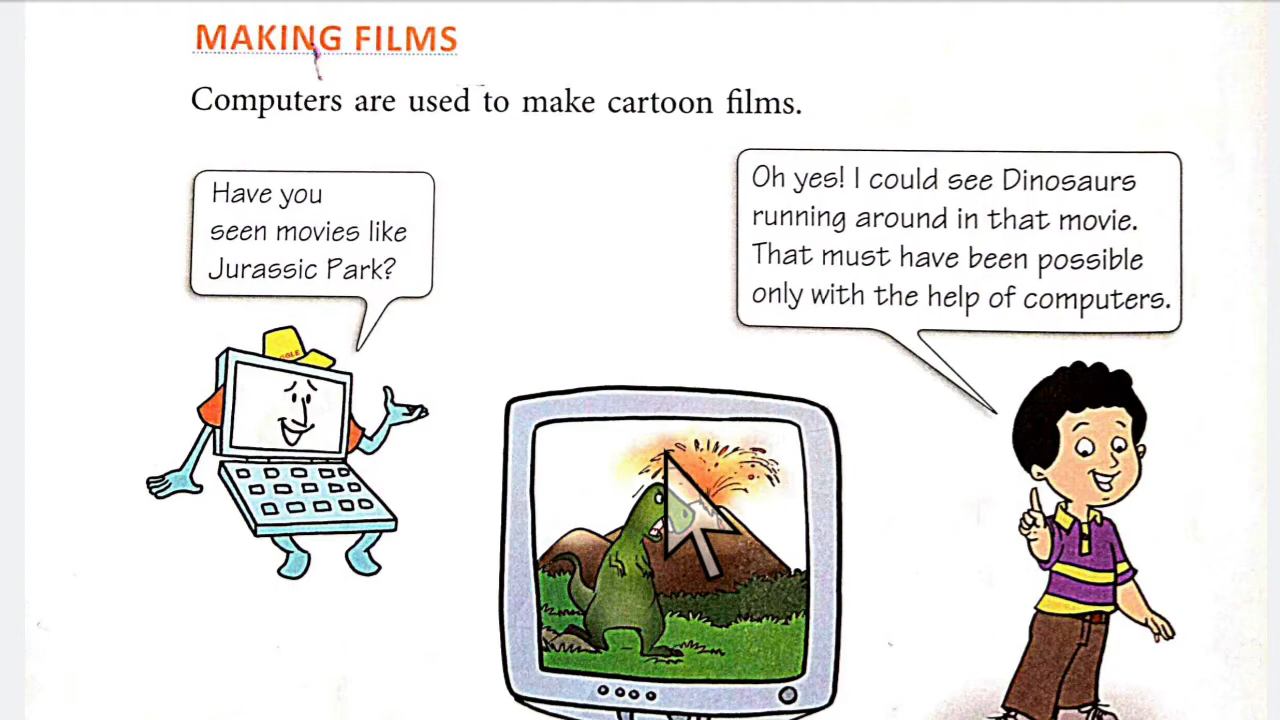 MAKING FILMS
Computers are used to make cartoon films.
Have you
seen movies like
Jurassic Park?
Oh yes! I could see Dinosaurs
running around in that movie.
That must have been possible
only with the help of computers.